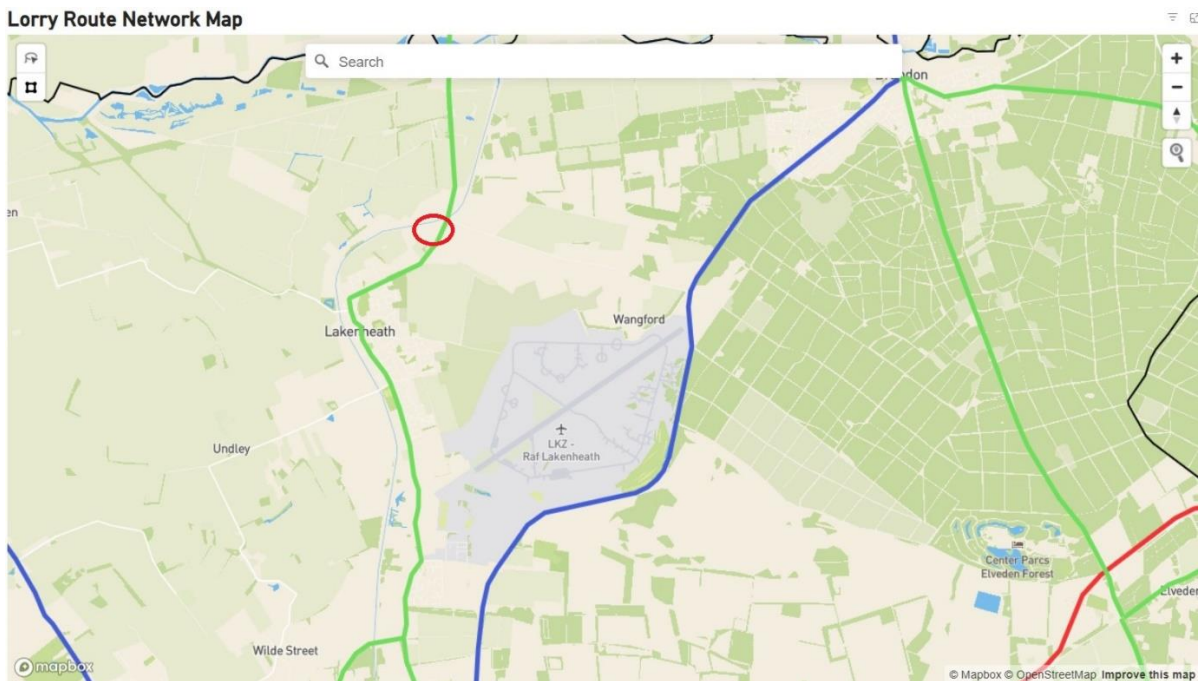 Lorry Route Network Map
Search
Lakenheath
Wangford
LKZ -
Raf Lakenheath
Undley
Center Parcs
Elveden Forest
Wilde Street
mapbox
© Mapbox © OpenStreetMap Improve this map